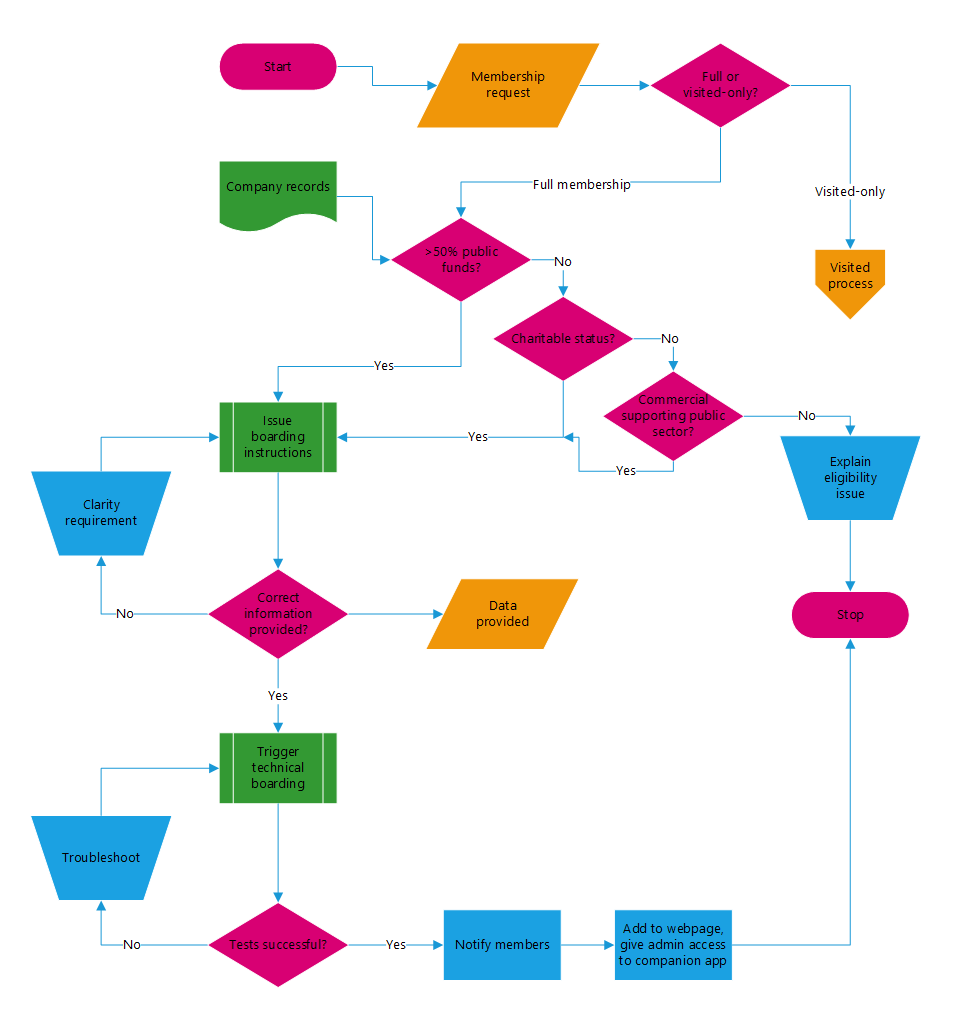 Start
Membership
request
Full or
visited-only?
Company records
Full membership
Visited-only
>50% public
funds?
No
Visited
process
Charitable status?
No
Yes
Commercial
supporting public
sector?
No
Issue
boarding
instructions
Yes
Yes
Explain
eligibility
issue
Clarity
requirement
Correct
information
provided?
No
Data
provided
Stop
Yes
Trigger
technical
boarding
Troubleshoot
No
Tests successful?
Yes
Notify members
Add to webpage,
give admin access
to companion app